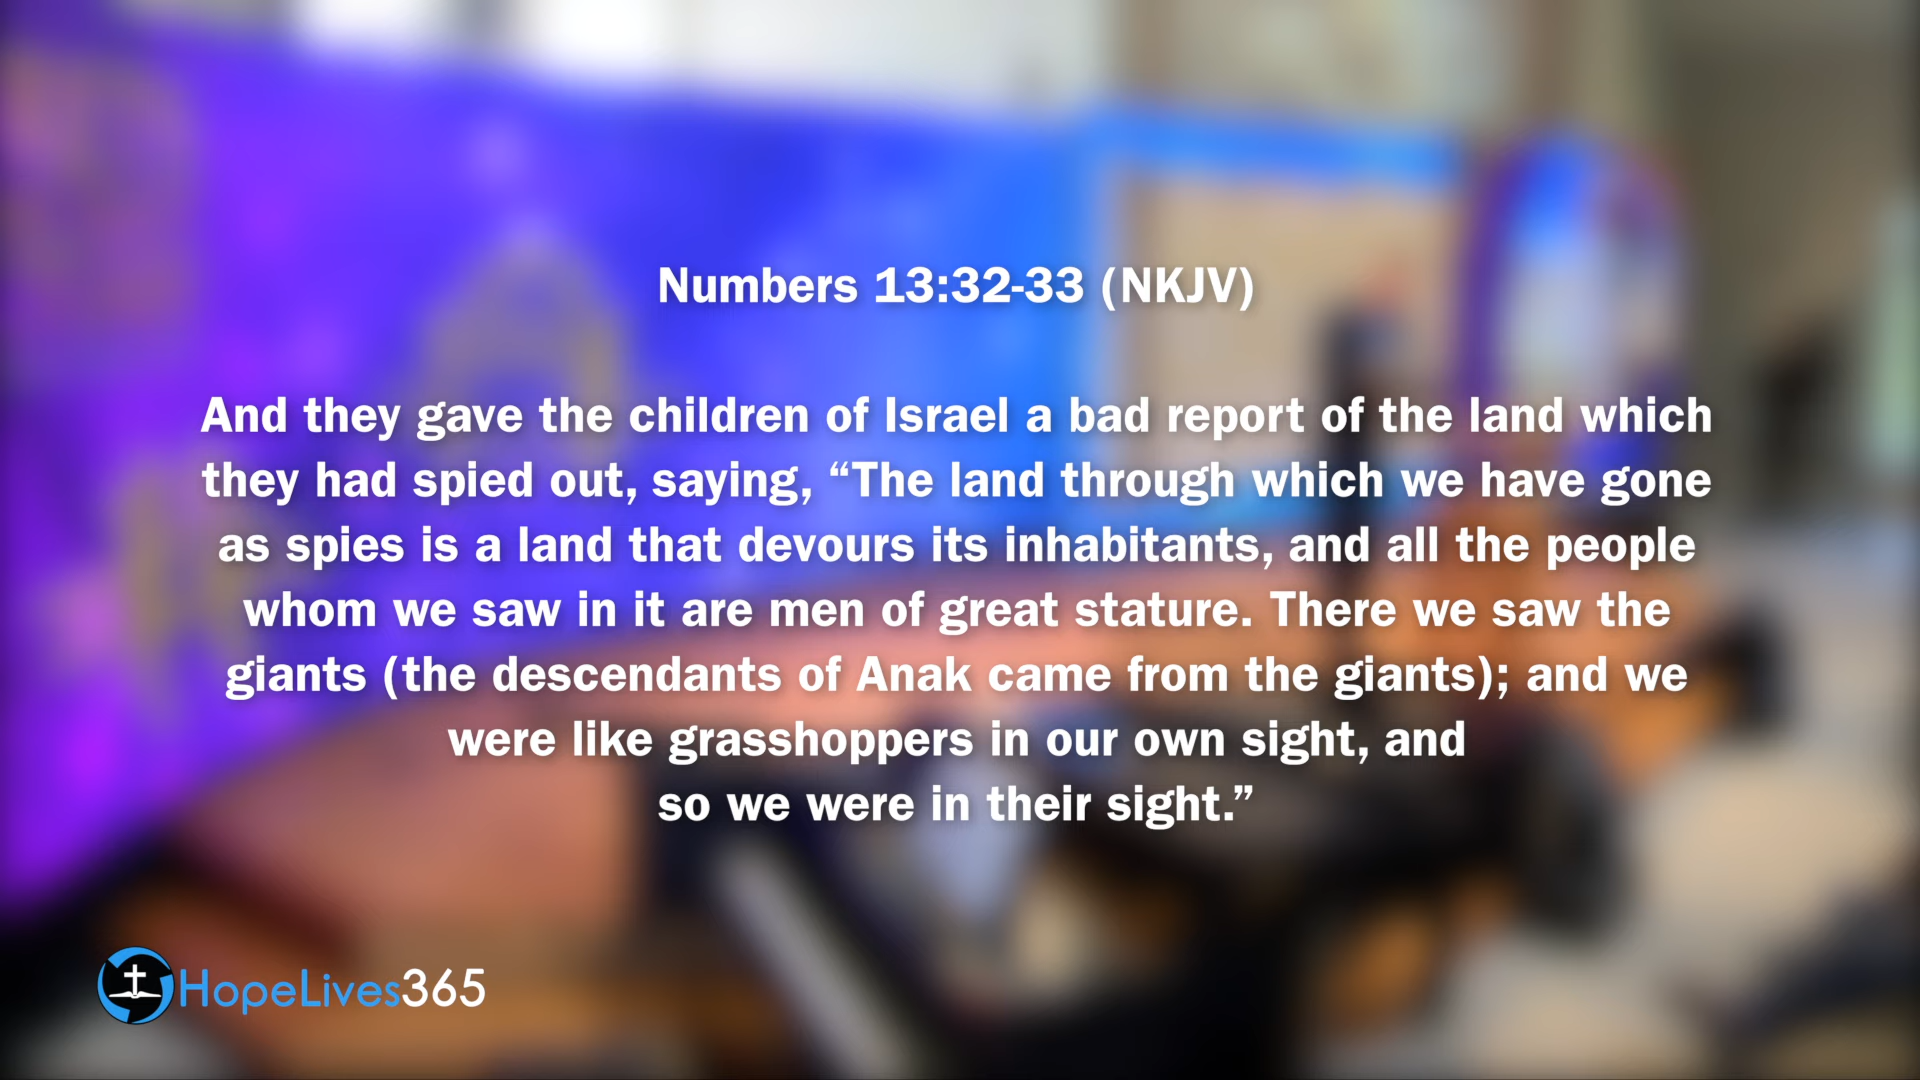 Numbers 13:32-33 (NKJV)
And they gave the children of Israel a bad report of the land which
they had spied out, saying, “The land through which we have gone
as spies is a land that devours its inhabitants, and all the people
whom we saw in it are men of great stature. There we saw the
giants (the descendants of Anak came from the giants); and we
were like grasshoppers in our own sight, and
so we were in their sight.”
HopeLives365